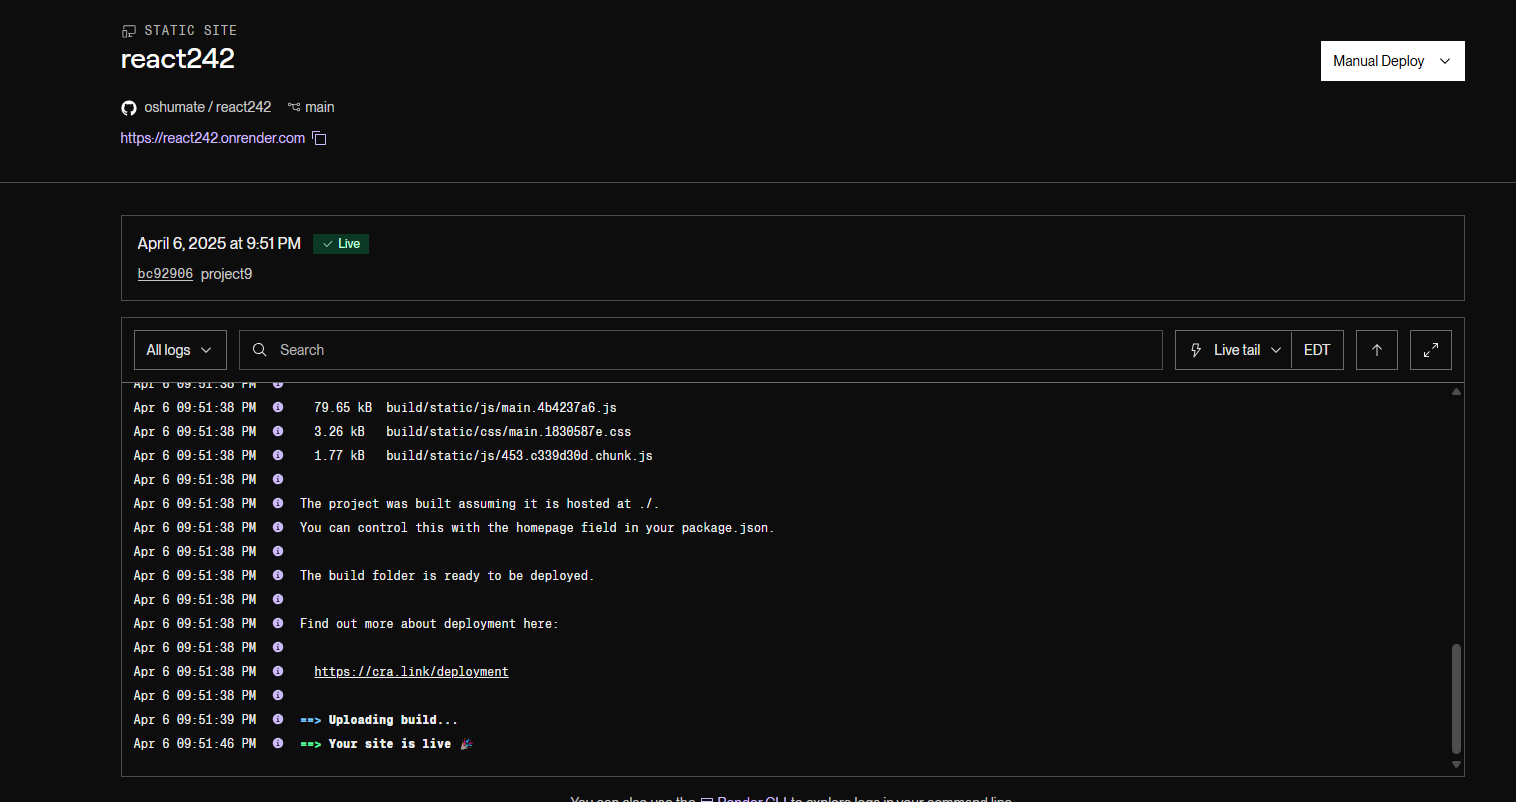 STATIC SITE
react242
Manual Deploy
oshumate / react242 main
https://react242.onrender.com
April 6, 2025 at 9:51 PM Live
bc92906 project9
All logs Search Live tail EDT
Apr 6 09:51:38 PM
Apr 6 09:51:38 PM 79.65 kB build/static/js/main.4b4237a6.js
Apr 6 09:51:38 PM 3.26 kB build/static/css/main.1830587e.css
Apr 6 09:51:38 PM 1.77 kB build/static/js/453.c339d30d.chunk.js
Apr 6 09:51:38 PM
Apr 6 09:51:38 PM The project was built assuming it is hosted at ./.
Apr 6 09:51:38 PM You can control this with the homepage field in your package.json.
Apr 6 09:51:38 PM
Apr 6 09:51:38 PM The build folder is ready to be deployed.
Apr 6 09:51:38 PM
Apr 6 09:51:38 PM Find out more about deployment here:
Apr 6 09:51:38 PM
Apr 6 09:51:38 PM https://cra.link/deployment
Apr 6 09:51:38 PM
Apr 6 09:51:39 PM ==> Uploading build...
Apr 6 09:51:46 PM ==> Your site is live 🎉
You can also use the Render CLI to explore logs in your command line.